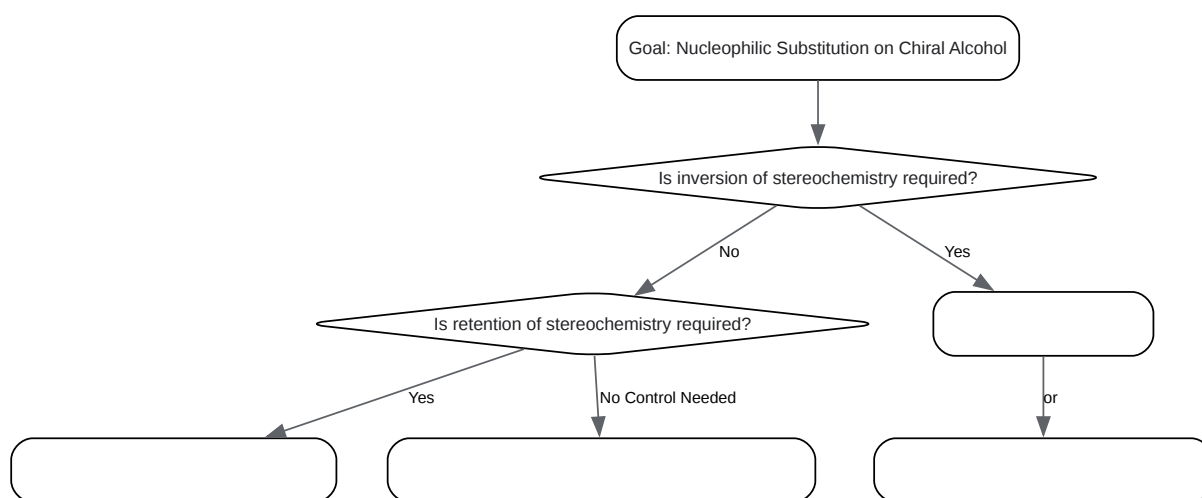 Goal: Nucleophilic Substitution on Chiral Alcohol
Is inversion of stereochemistry required?
No
Yes
Is retention of stereochemistry required?
Yes
No Control Needed
or